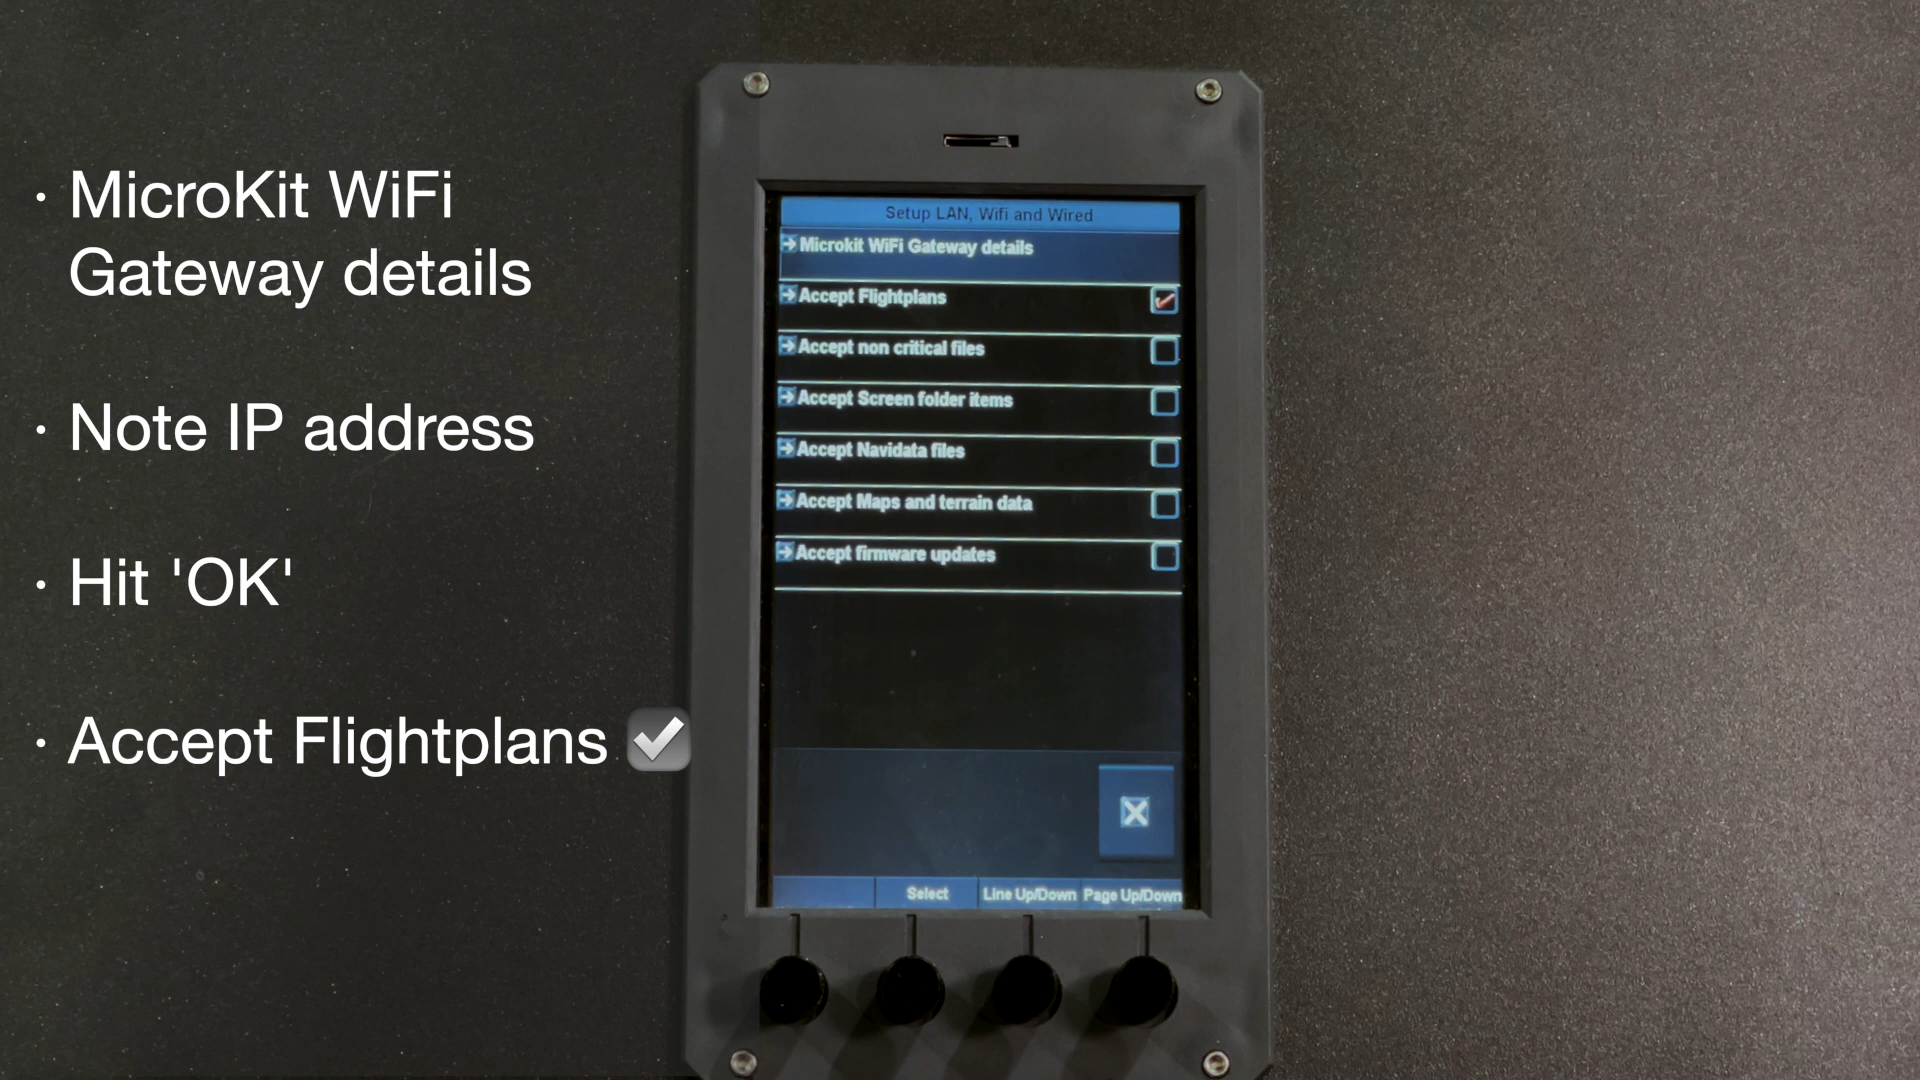 · MicroKit WiFi
Gateway details
· Note IP address
· Hit 'OK'
· Accept Flightplans ☑
Setup LAN, Wifi and Wired
Microkit WiFi Gateway details
Accept Flightplans
Accept non critical files
Accept Screen folder items
Accept Navidata files
Accept Maps and terrain data
Accept firmware updates
Select
Line Up/Down
Page Up/Down